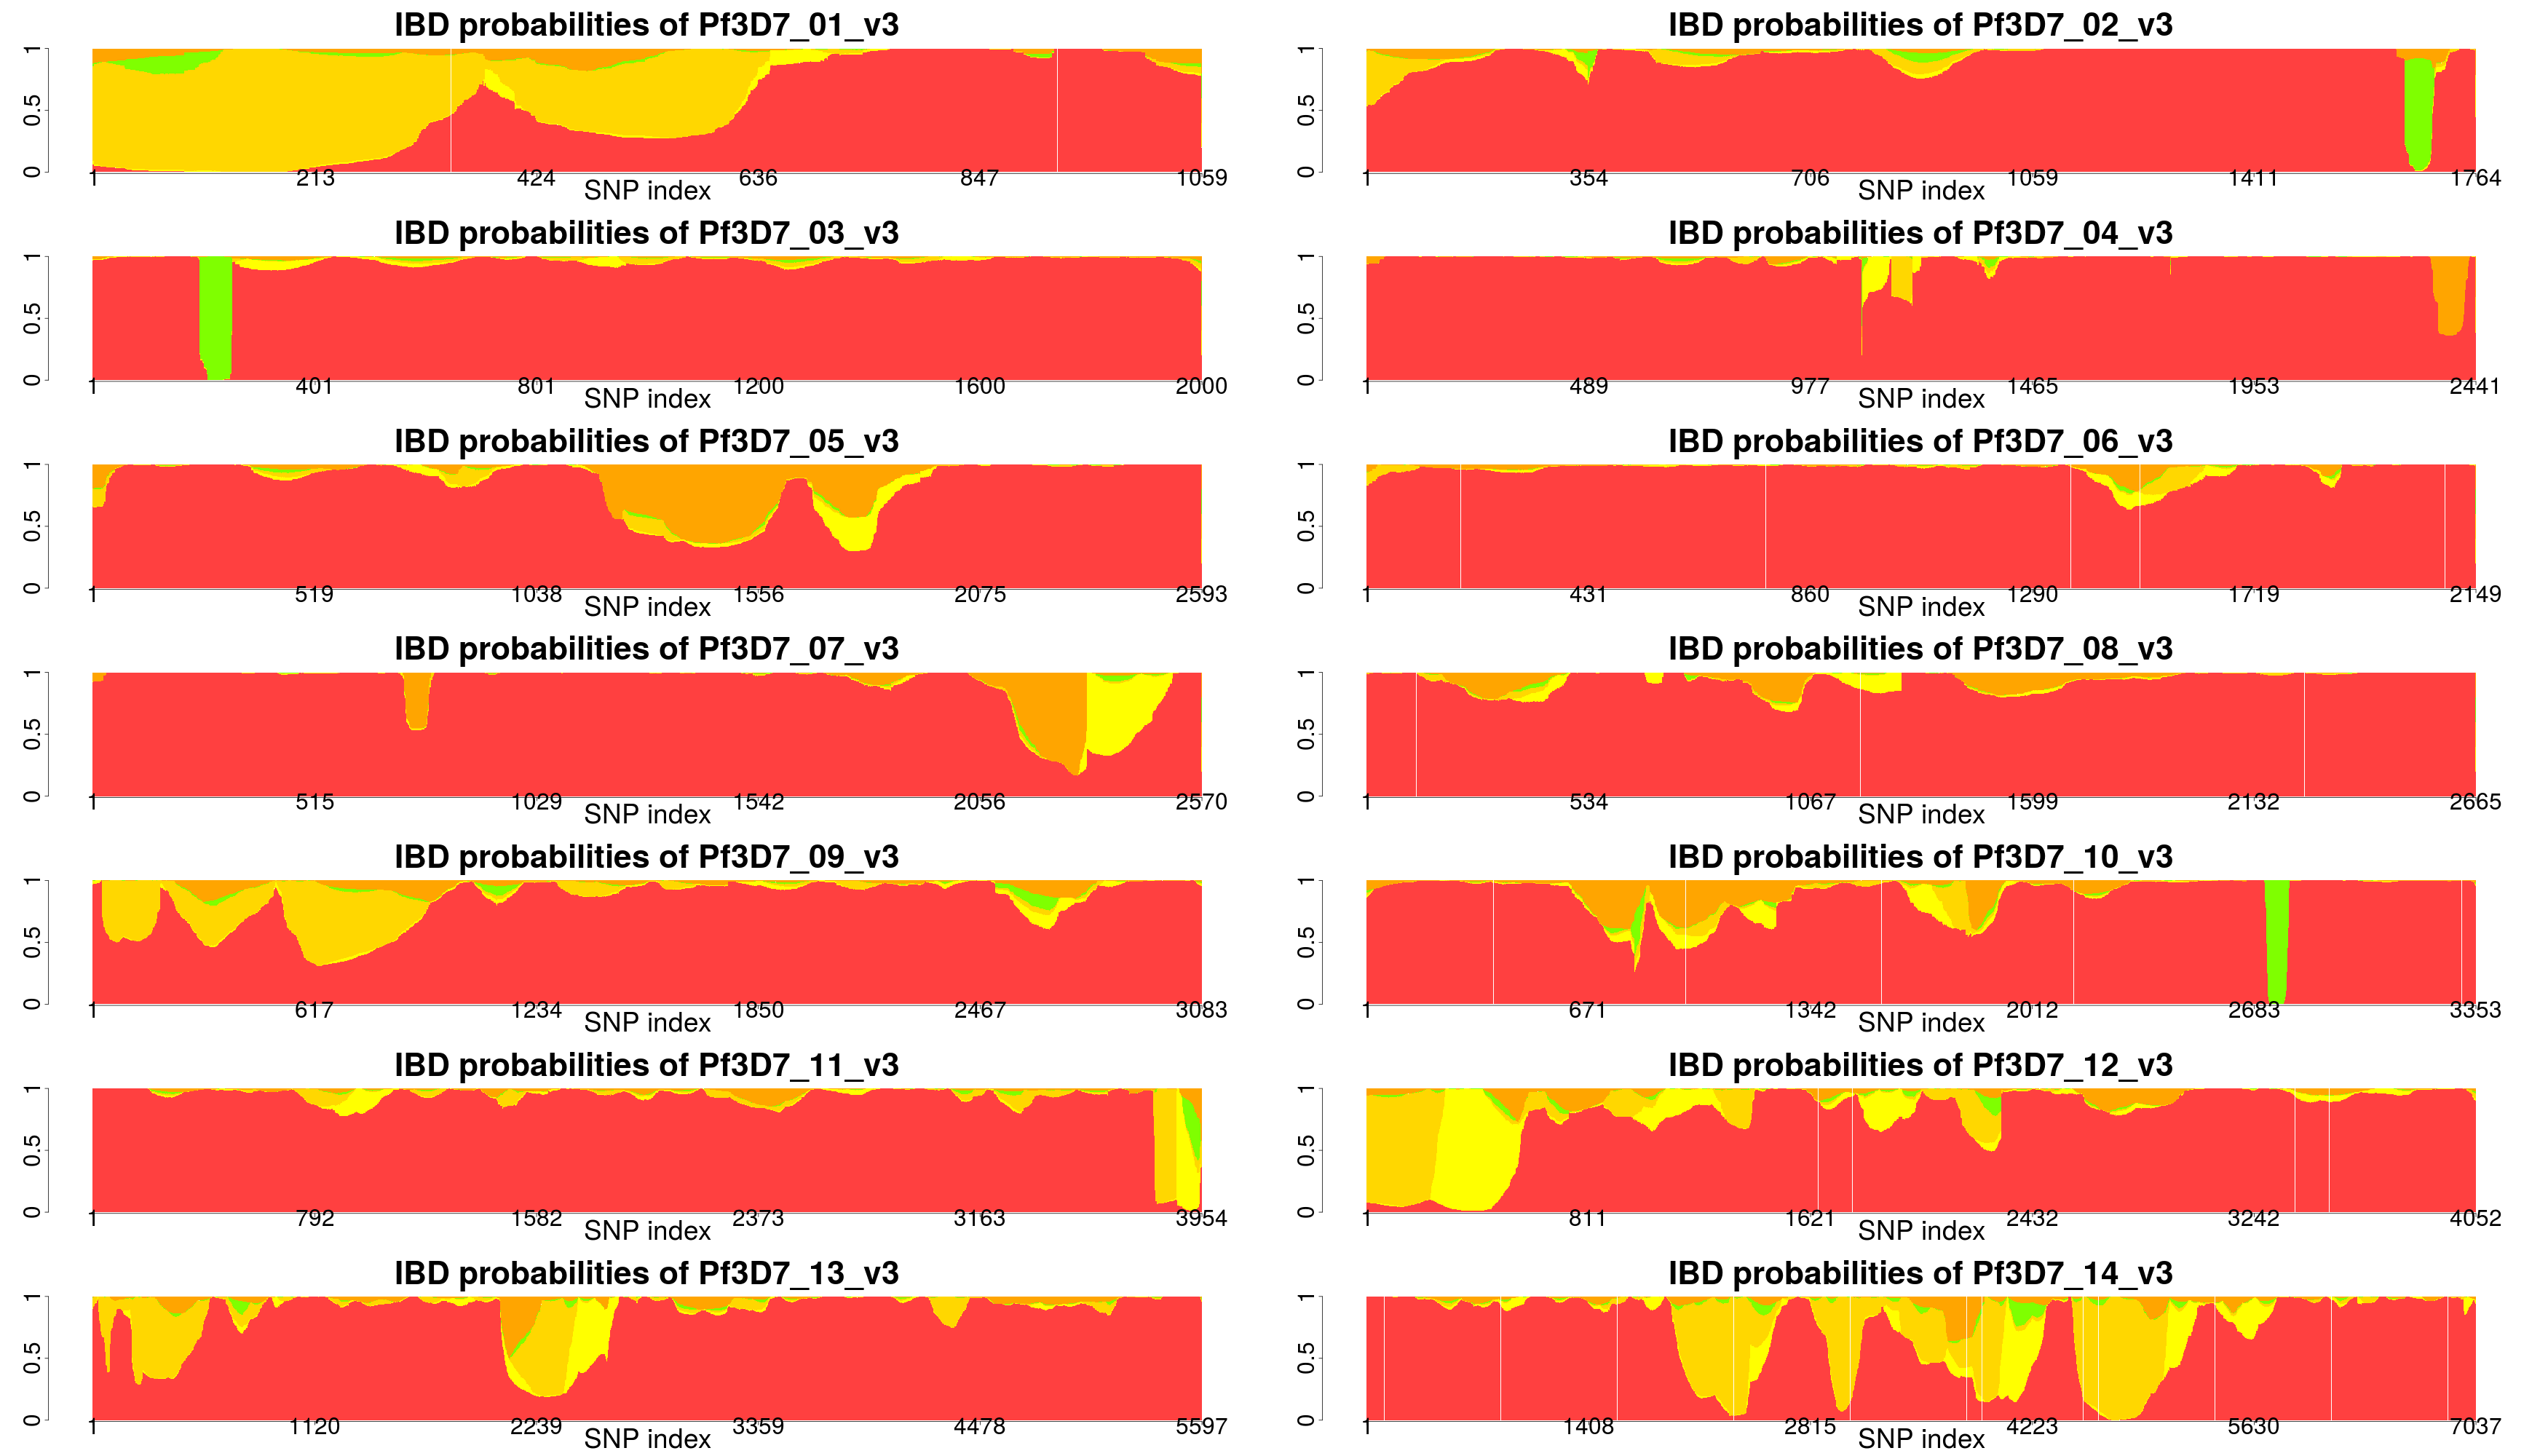 IBD probabilities of Pf3D7_01_v3
0 0.5 1
1 213 424 636 847 1059
SNP index
IBD probabilities of Pf3D7_02_v3
0 0.5 1
1 354 706 1059 1411 1764
SNP index
IBD probabilities of Pf3D7_03_v3
0 0.5 1
1 401 801 1200 1600 2000
SNP index
IBD probabilities of Pf3D7_04_v3
0 0.5 1
1 489 977 1465 1953 2441
SNP index
IBD probabilities of Pf3D7_05_v3
0 0.5 1
1 519 1038 1556 2075 2593
SNP index
IBD probabilities of Pf3D7_06_v3
0 0.5 1
1 431 860 1290 1719 2149
SNP index
IBD probabilities of Pf3D7_07_v3
0 0.5 1
1 515 1029 1542 2056 2570
SNP index
IBD probabilities of Pf3D7_08_v3
0 0.5 1
1 534 1067 1599 2132 2665
SNP index
IBD probabilities of Pf3D7_09_v3
0 0.5 1
1 617 1234 1850 2467 3083
SNP index
IBD probabilities of Pf3D7_10_v3
0 0.5 1
1 671 1342 2012 2683 3353
SNP index
IBD probabilities of Pf3D7_11_v3
0 0.5 1
1 792 1582 2373 3163 3954
SNP index
IBD probabilities of Pf3D7_12_v3
0 0.5 1
1 811 1621 2432 3242 4052
SNP index
IBD probabilities of Pf3D7_13_v3
0 0.5 1
1 1120 2239 3359 4478 5597
SNP index
IBD probabilities of Pf3D7_14_v3
0 0.5 1
1 1408 2815 4223 5630 7037
SNP index